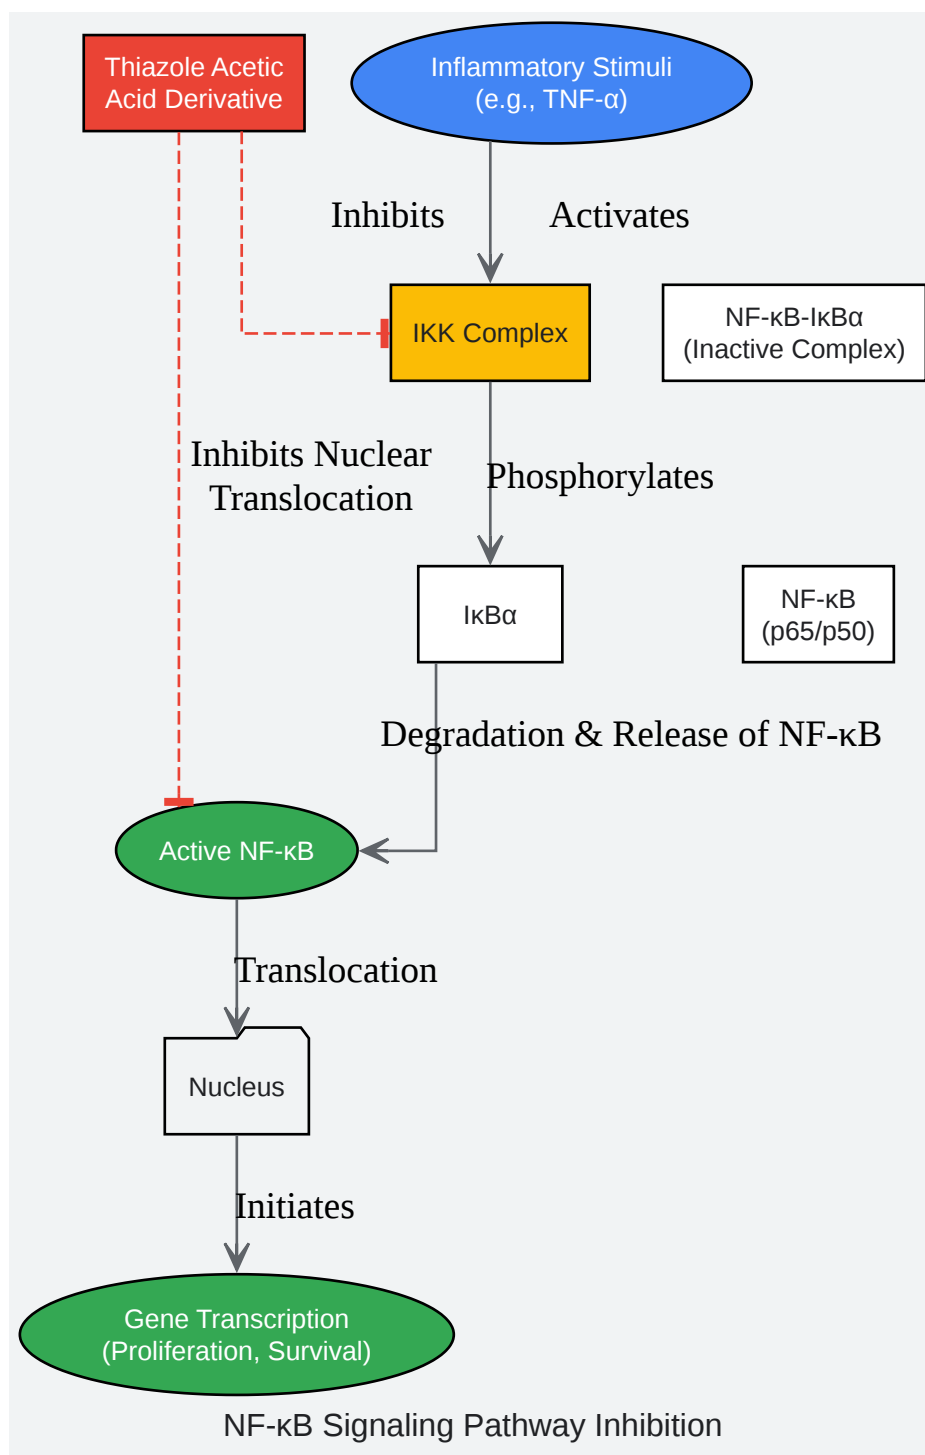 Thiazole Acetic
Acid Derivative
Inflammatory Stimuli
(e.g., TNF-α)
Inhibits
Activates
IKK Complex
NF-κB-IκBα
(Inactive Complex)
Inhibits Nuclear
Translocation
Phosphorylates
IκBα
NF-κB
(p65/p50)
Degradation & Release of NF-κB
Active NF-κB
Translocation
Nucleus
Initiates
Gene Transcription
(Proliferation, Survival)
NF-κB Signaling Pathway Inhibition